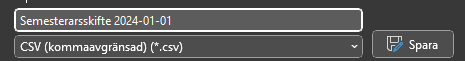 Semesterarsskifte 2024-01-01
CSV (kommaavgränsad) (*.csv)
Spara